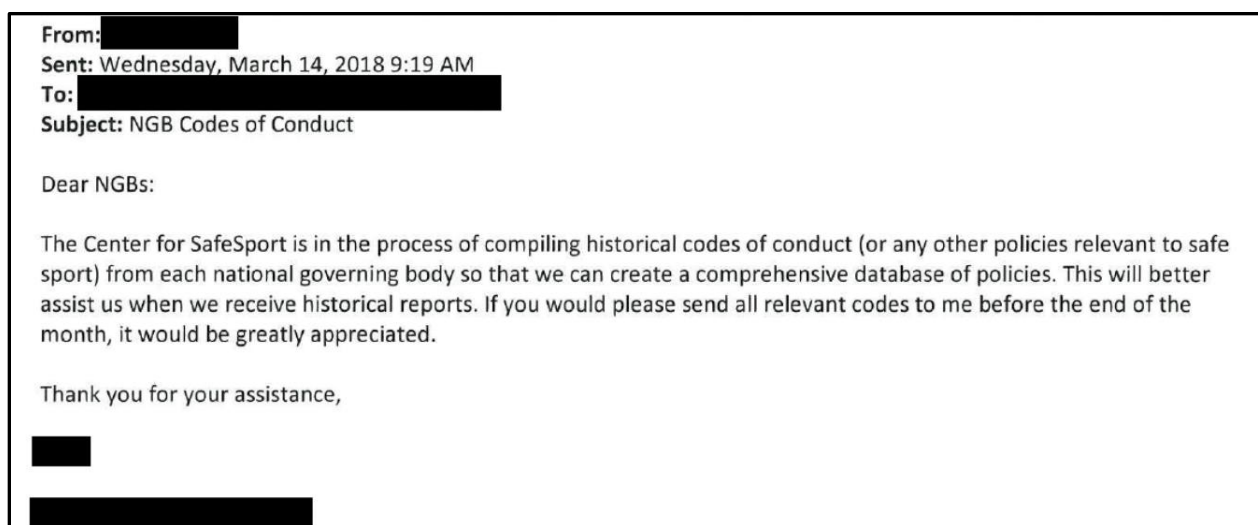 From:
Sent: Wednesday, March 14, 2018 9:19 AM
To:
Subject: NGB Codes of Conduct
Dear NGBs:
The Center for SafeSport is in the process of compiling historical codes of conduct (or any other policies relevant to safe
sport) from each national governing body so that we can create a comprehensive database of policies. This will better
assist us when we receive historical reports. If you would please send all relevant codes to me before the end of the
month, it would be greatly appreciated.
Thank you for your assistance,